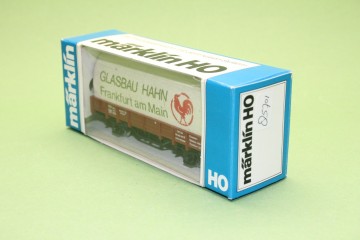 märklin HO
märklin
GLASBAU HAHN
Frankfurt am Main
märklin HO
HO